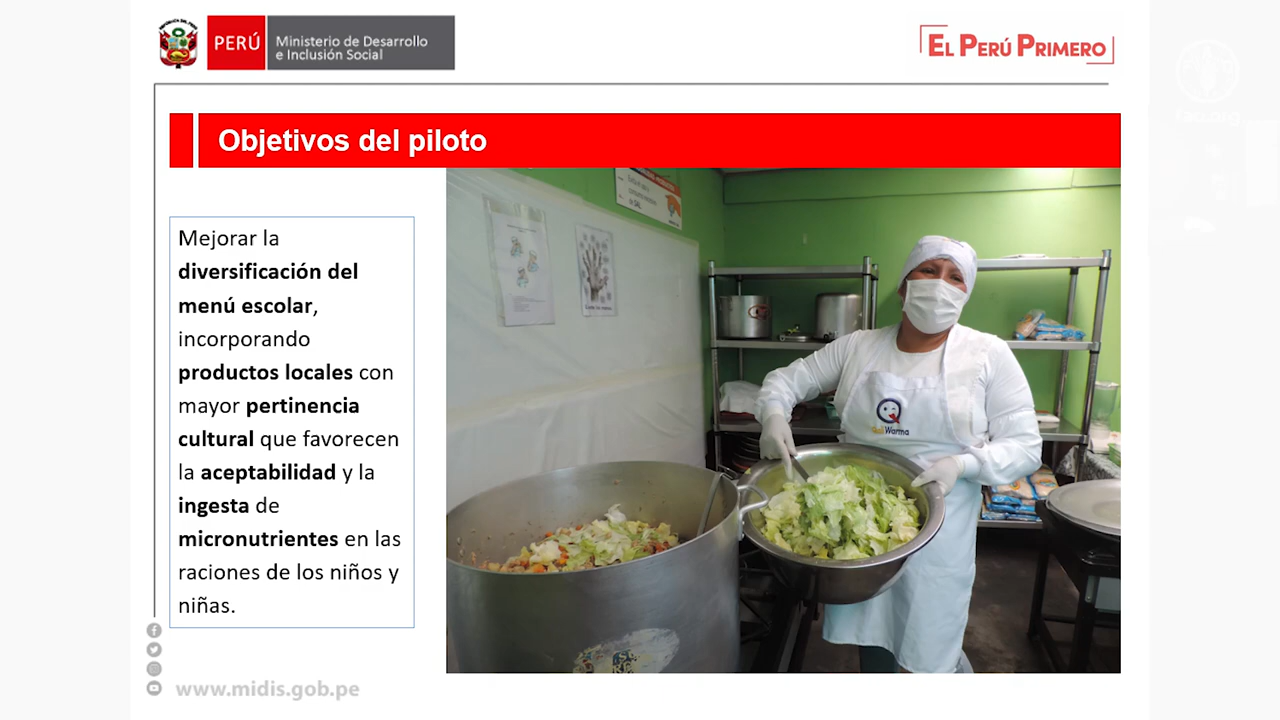 PERÚ
Ministerio de Desarrollo
e Inclusión Social
EL PERÚ PRIMERO
fao.org
Objetivos del piloto
Mejorar la
diversificación del
menú escolar,
incorporando
productos locales con
mayor pertinencia
cultural que favorecen
la aceptabilidad y la
ingesta de
micronutrientes en las
raciones de los niños y
niñas.
Qali Warma
www.midis.gob.pe